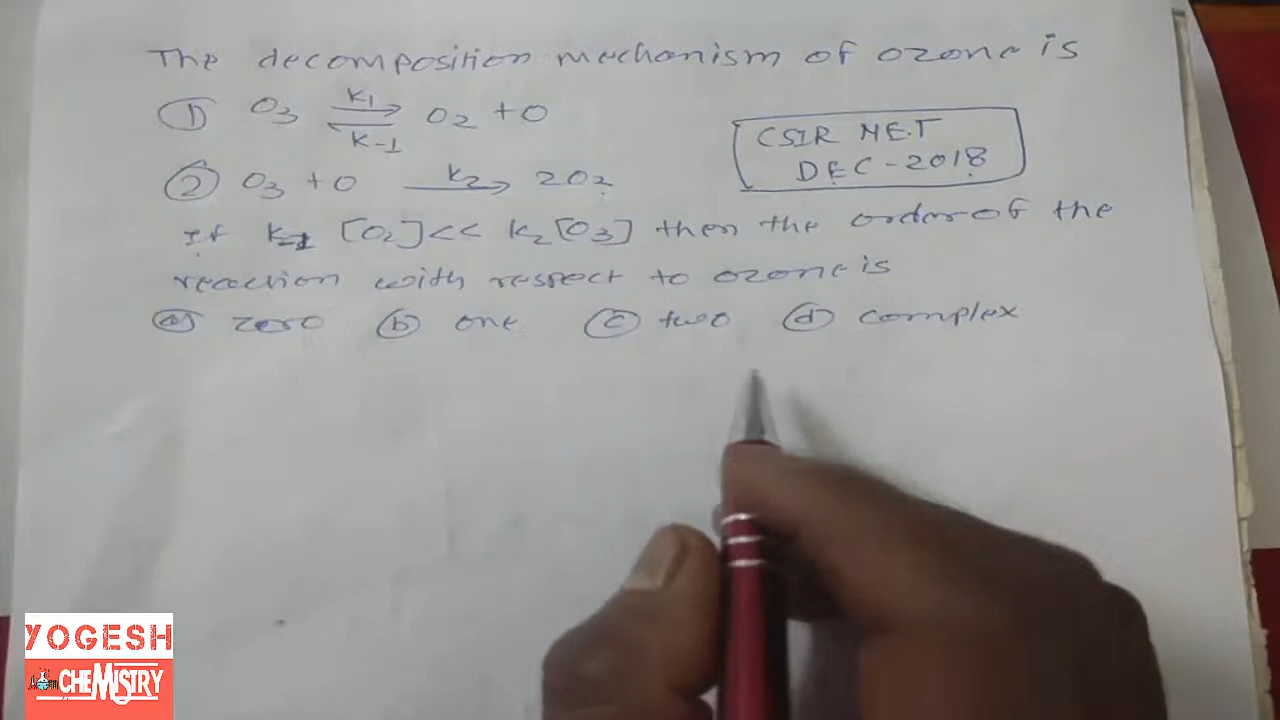 The decomposition mechanism of ozone is
① O3 ⇌ O2 + O
K1
K-1
CSIR NET
DEC-2018
② O3 + O → 2O2
K2
If K-1 [O2] << K2 [O3] then the order of the
reaction with respect to ozone is
ⓐ zero ⓑ one ⓒ two ⓓ complex
YOGESH
CHEMISTRY